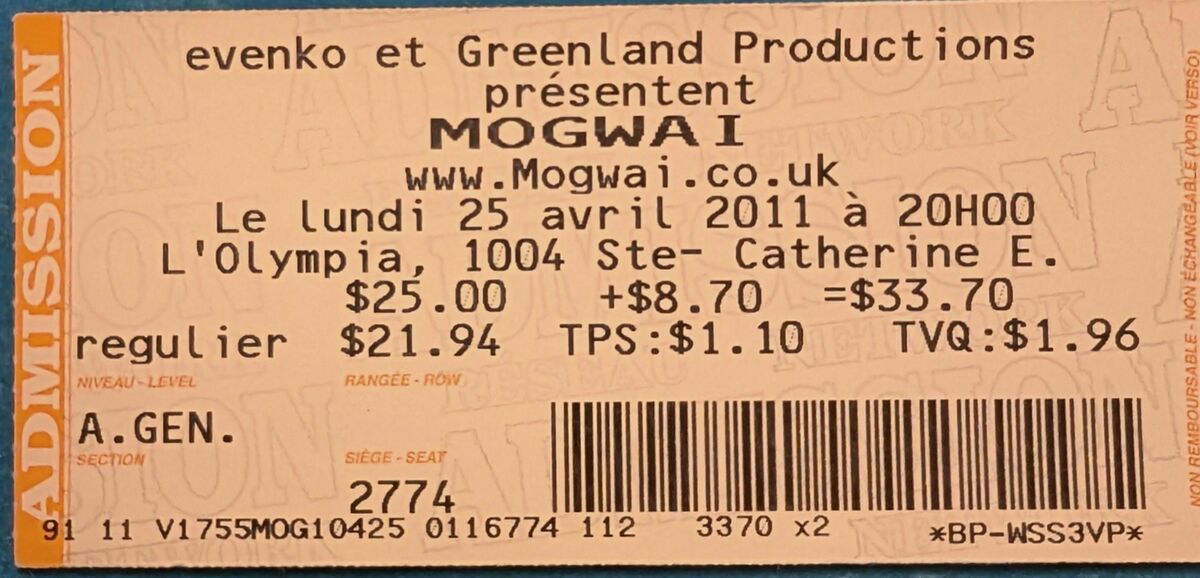 ADMISSION
evenko et Greenland Productions
présentent
MOGWAI
www.Mogwai.co.uk
Le lundi 25 avril 2011 à 20H00
L'Olympia, 1004 Ste- Catherine E.
$25.00 +$8.70 =$33.70
regulier $21.94 TPS:$1.10 TVQ:$1.96
NIVEAU - LEVEL RANGÉE - ROW
A.GEN.
SECTION SIÈGE - SEAT
2774
91 11 V1755MOG10425 0116774 112 3370 x2 *BP-WSS3VP*
NON REMBOURSABLE - NON ÉCHANGEABLE (VOIR VERSO)